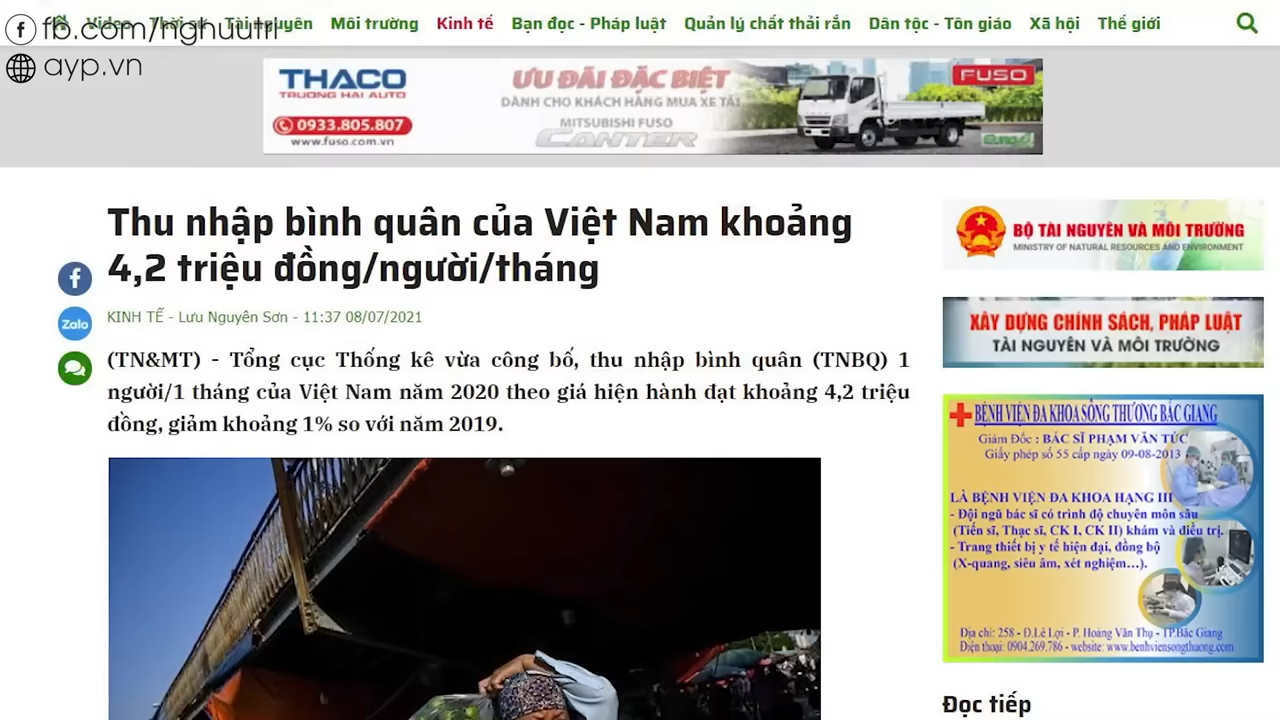 Video Thời sự Tài nguyên Môi trường Kinh tế Bạn đọc - Pháp luật Quản lý chất thải rắn Dân tộc - Tôn giáo Xã hội Thế giới
fb.com/nghuutri
ayp.vn
THACO
TRUONG HAI AUTO
0933.805.807
www.fuso.com.vn
ƯU ĐÃI ĐẶC BIỆT
DÀNH CHO KHÁCH HÀNG MUA XE TẢI
MITSUBISHI FUSO
CANTER
FUSO
Euro4
Thu nhập bình quân của Việt Nam khoảng
4,2 triệu đồng/người/tháng
Zalo
KINH TẾ - Lưu Nguyên Sơn - 11:37 08/07/2021
(TN&MT) - Tổng cục Thống kê vừa công bố, thu nhập bình quân (TNBQ) 1
người/1 tháng của Việt Nam năm 2020 theo giá hiện hành đạt khoảng 4,2 triệu
đồng, giảm khoảng 1% so với năm 2019.
BỘ TÀI NGUYÊN VÀ MÔI TRƯỜNG
MINISTRY OF NATURAL RESOURCES AND ENVIRONMENT
XÂY DỰNG CHÍNH SÁCH, PHÁP LUẬT
TÀI NGUYÊN VÀ MÔI TRƯỜNG
BỆNH VIỆN ĐA KHOA SÔNG THƯƠNG BẮC GIANG
Giám Đốc : BÁC SĨ PHẠM VĂN TÚC
Giấy phép số 55 cấp ngày 09-08-2013
LÀ BỆNH VIỆN ĐA KHOA HẠNG III
- Đội ngũ bác sĩ có trình độ chuyên môn sâu
(Tiến sĩ, Thạc sĩ, CK I, CK II) khám và điều trị.
- Trang thiết bị y tế hiện đại, đồng bộ
(X-quang, siêu âm, xét nghiệm...).
Địa chỉ: 258 - Đ.Lê Lợi - P. Hoàng Văn Thụ - TP.Bắc Giang
Điện thoại: 0904.269.786 - website: www.benhviensongthuong.com
Đọc tiếp